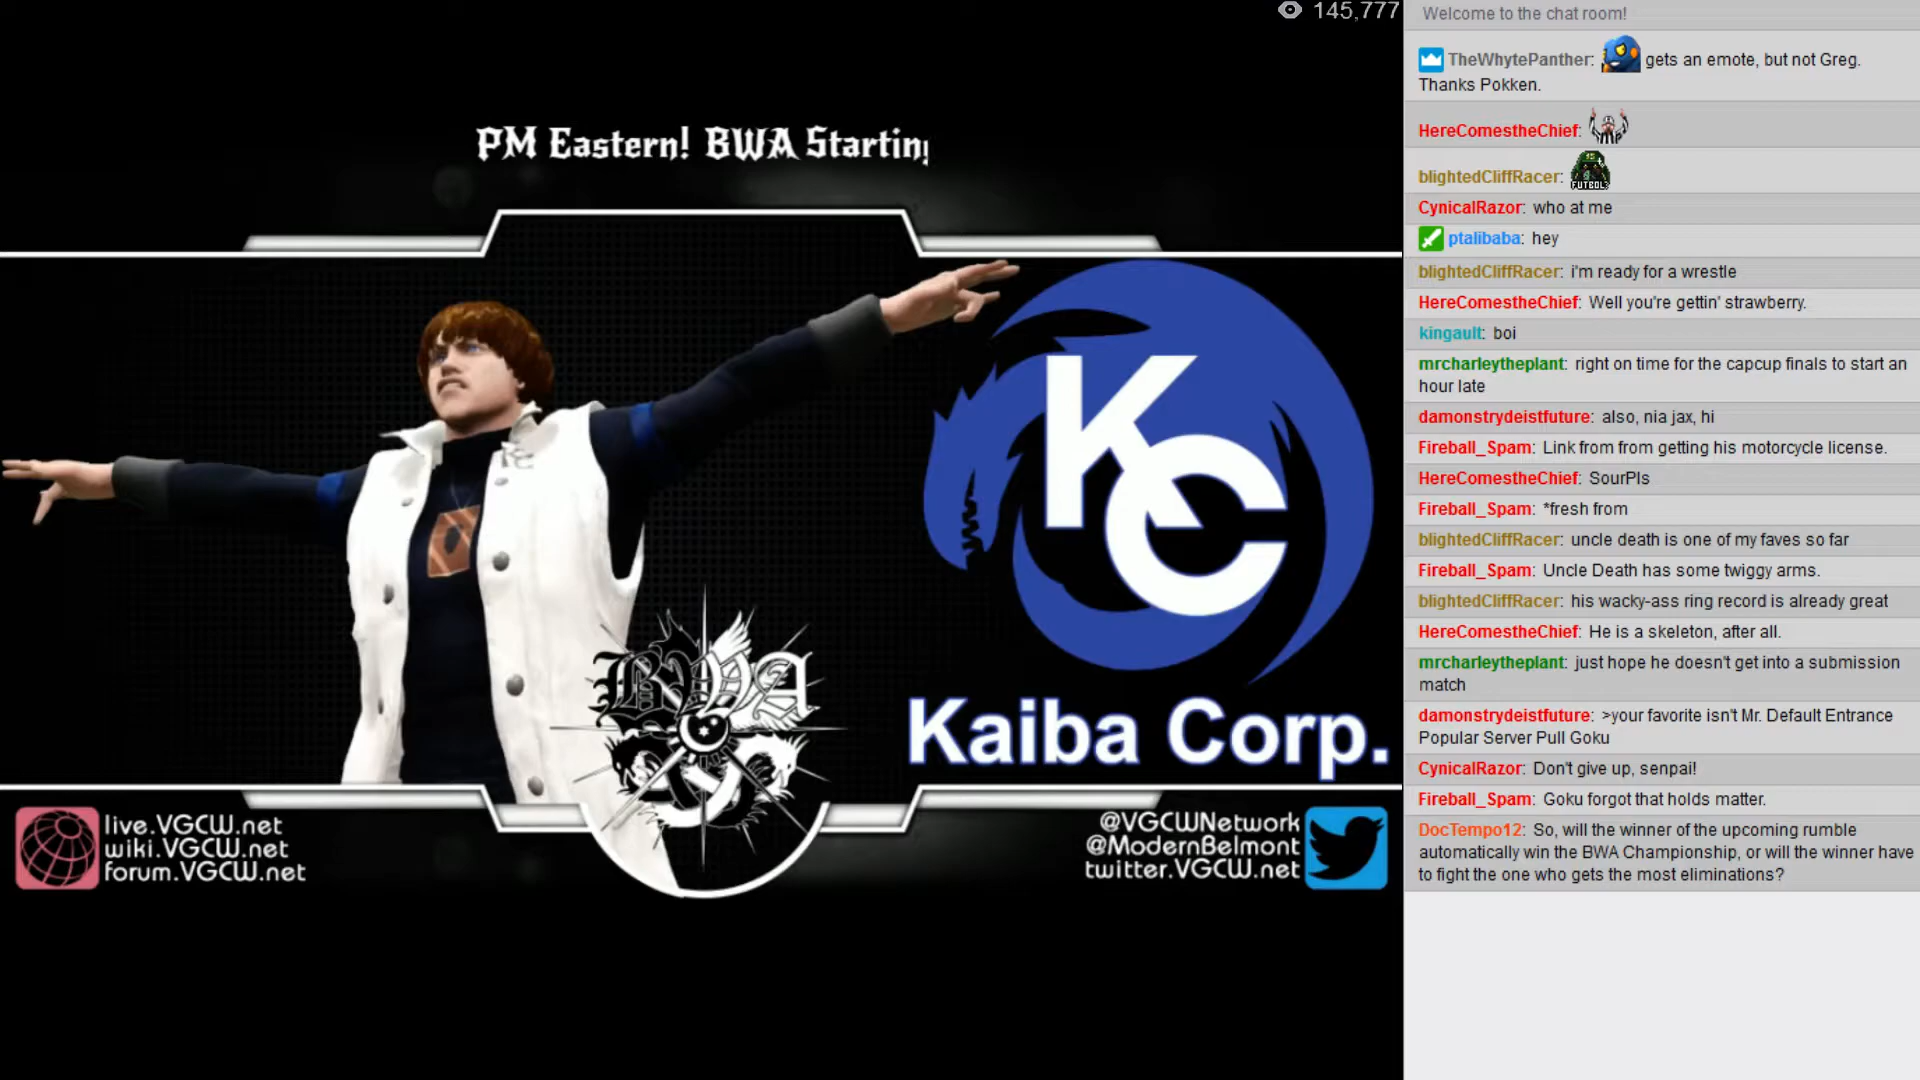 145,777
PM Eastern! BWA Starting
KC
Kaiba Corp.
BWA
live.VGCW.net
wiki.VGCW.net
forum.VGCW.net
@VGCWNetwork
@ModernBelmont
twitter.VGCW.net
Welcome to the chat room!
TheWhytePanther: gets an emote, but not Greg.
Thanks Pokken.
HereComestheChief:
blightedCliffRacer: FUTBOL?
CynicalRazor: who at me
ptalibaba: hey
blightedCliffRacer: i'm ready for a wrestle
HereComestheChief: Well you're gettin' strawberry.
kingault: boi
mrcharleytheplant: right on time for the capcup finals to start an
hour late
damonstrydeistfuture: also, nia jax, hi
Fireball_Spam: Link from from getting his motorcycle license.
HereComestheChief: SourPls
Fireball_Spam: *fresh from
blightedCliffRacer: uncle death is one of my faves so far
Fireball_Spam: Uncle Death has some twiggy arms.
blightedCliffRacer: his wacky-ass ring record is already great
HereComestheChief: He is a skeleton, after all.
mrcharleytheplant: just hope he doesn't get into a submission
match
damonstrydeistfuture: >your favorite isn't Mr. Default Entrance
Popular Server Pull Goku
CynicalRazor: Don't give up, senpai!
Fireball_Spam: Goku forgot that holds matter.
DocTempo12: So, will the winner of the upcoming rumble
automatically win the BWA Championship, or will the winner have
to fight the one who gets the most eliminations?